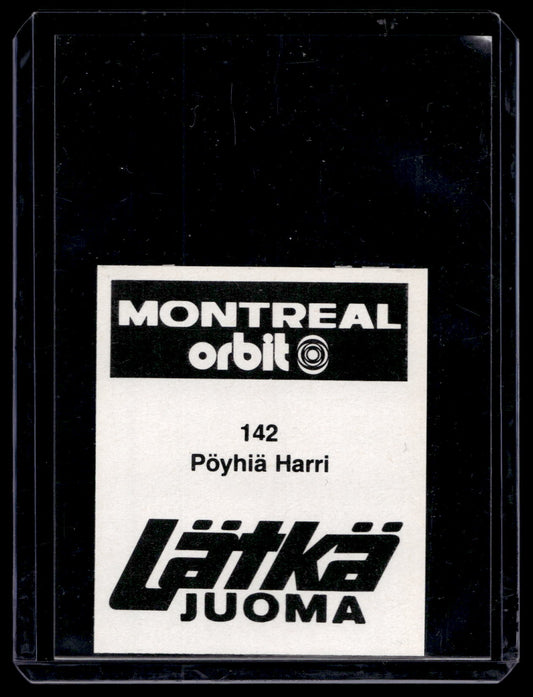 MONTREAL
orbit
142
Pöyhiä Harri
Lätkä
JUOMA